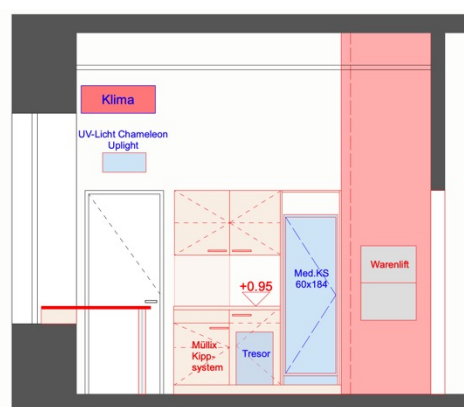 Klima
UV-Licht Chameleon
Uplight
Med.KS
60x184
Warenlift
+0.95
Müllix
Kipp-
system
Tresor